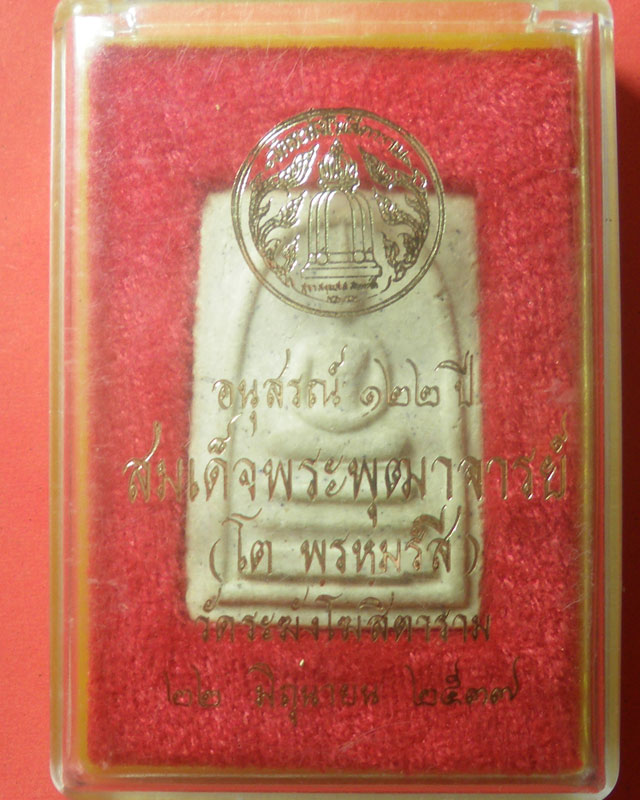 อนุสรณ์ ๑๒๒ ปี
สมเด็จพระพุฒาจารย์
(โต พรหมรํสี)
วัดระฆังโฆสิตาราม
๒๒ มิถุนายน ๒๕๓๗